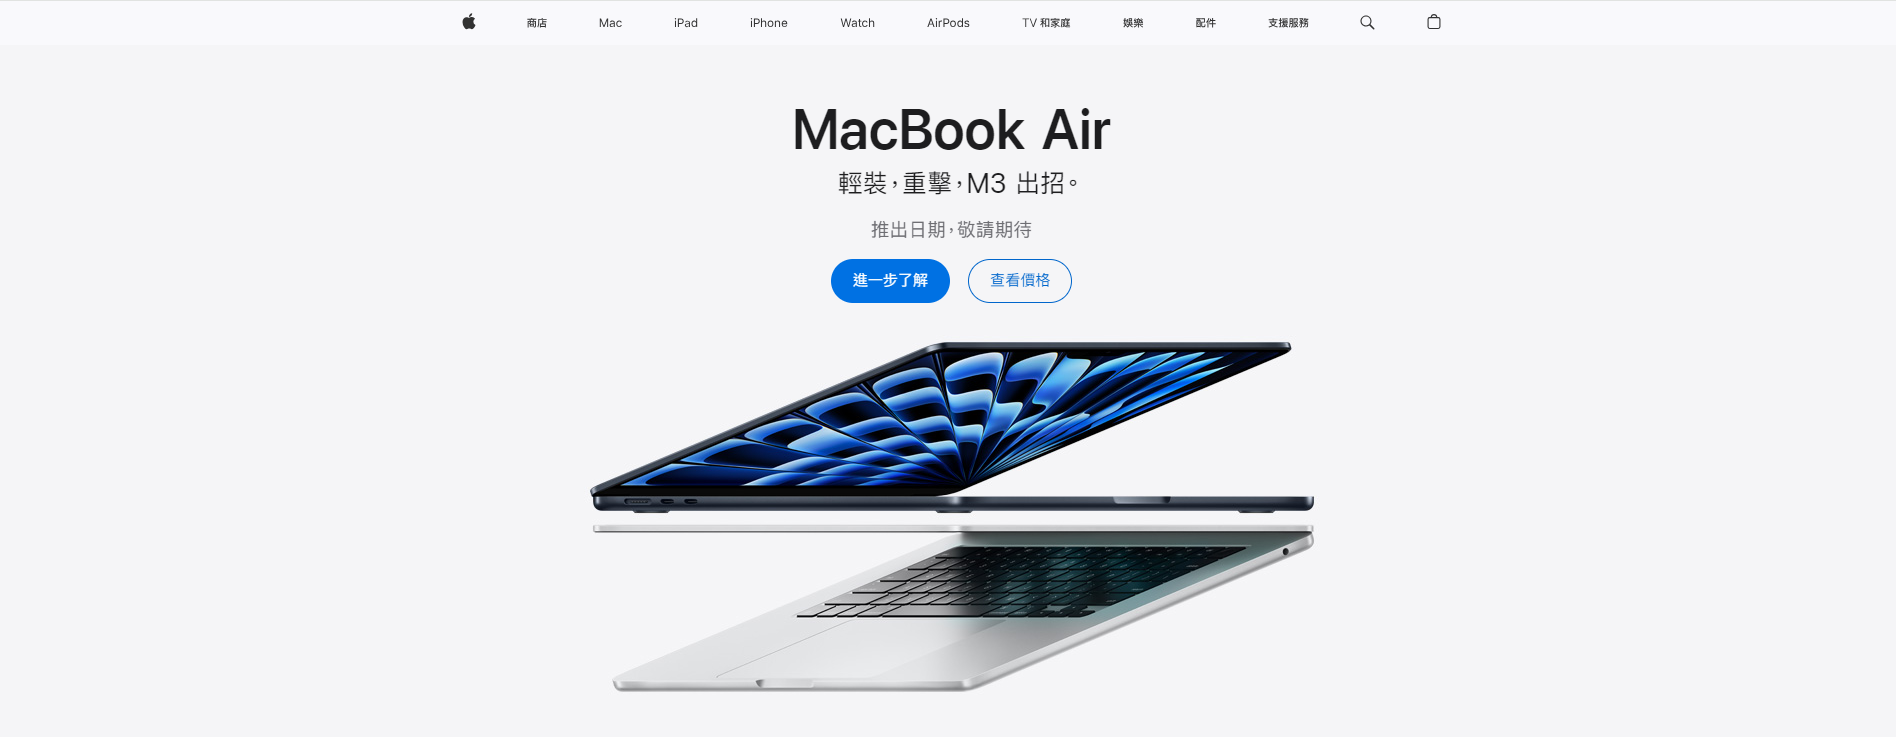 商店 Mac iPad iPhone Watch AirPods TV 和家庭 娛樂 配件 支援服務
MacBook Air
輕裝，重擊，M3 出招。
推出日期，敬請期待
進一步了解 查看價格